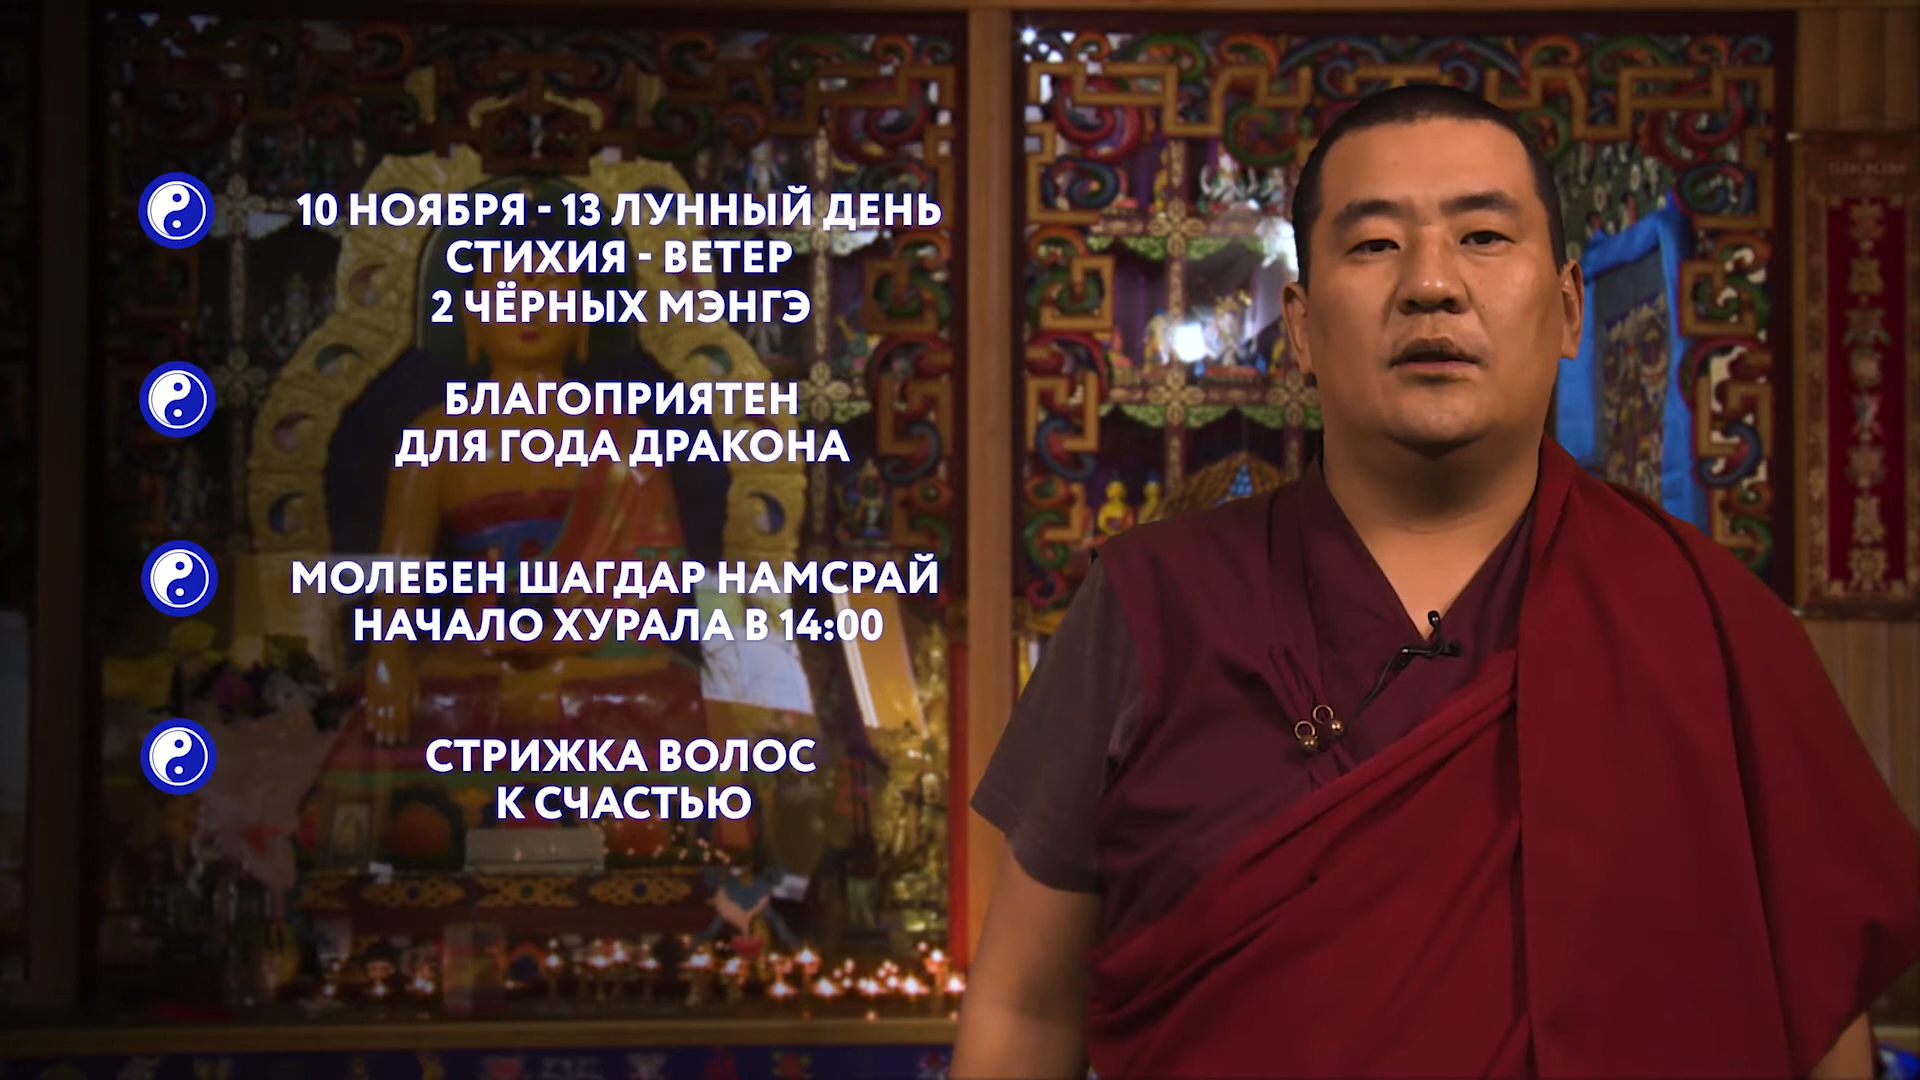 10 НОЯБРЯ - 13 ЛУННЫЙ ДЕНЬ
СТИХИЯ - ВЕТЕР
2 ЧЁРНЫХ МЭНГЭ
БЛАГОПРИЯТЕН
ДЛЯ ГОДА ДРАКОНА
МОЛЕБЕН ШАГДАР НАМСРАЙ
НАЧАЛО ХУРАЛА В 14:00
СТРИЖКА ВОЛОС
К СЧАСТЬЮ
SIKKIM